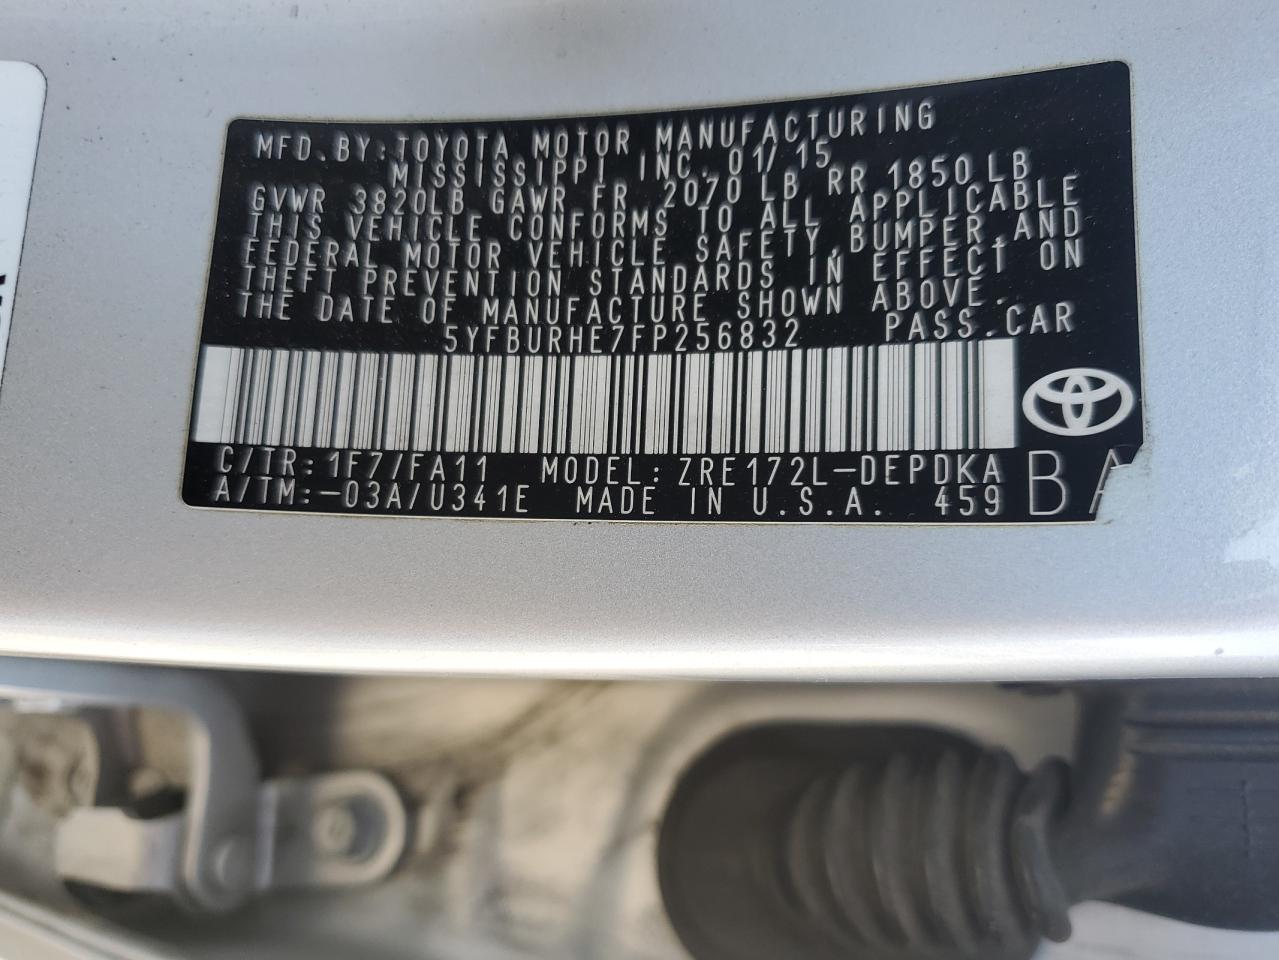 MFD.BY:TOYOTA MOTOR MANUFACTURING
MISSISSIPPI INC. 01/15
GVWR 3820LB GAWR FR 2070 LB RR 1850 LB
THIS VEHICLE CONFORMS TO ALL APPLICABLE
FEDERAL MOTOR VEHICLE SAFETY,BUMPER,AND
THEFT PREVENTION STANDARDS IN EFFECT ON
THE DATE OF MANUFACTURE SHOWN ABOVE.
5YFBURHE7FP256832 PASS.CAR
C/TR:1F7/FA11 MODEL:ZRE172L-DEPDKA
A/TM:-03A/U341E MADE IN U.S.A. 459